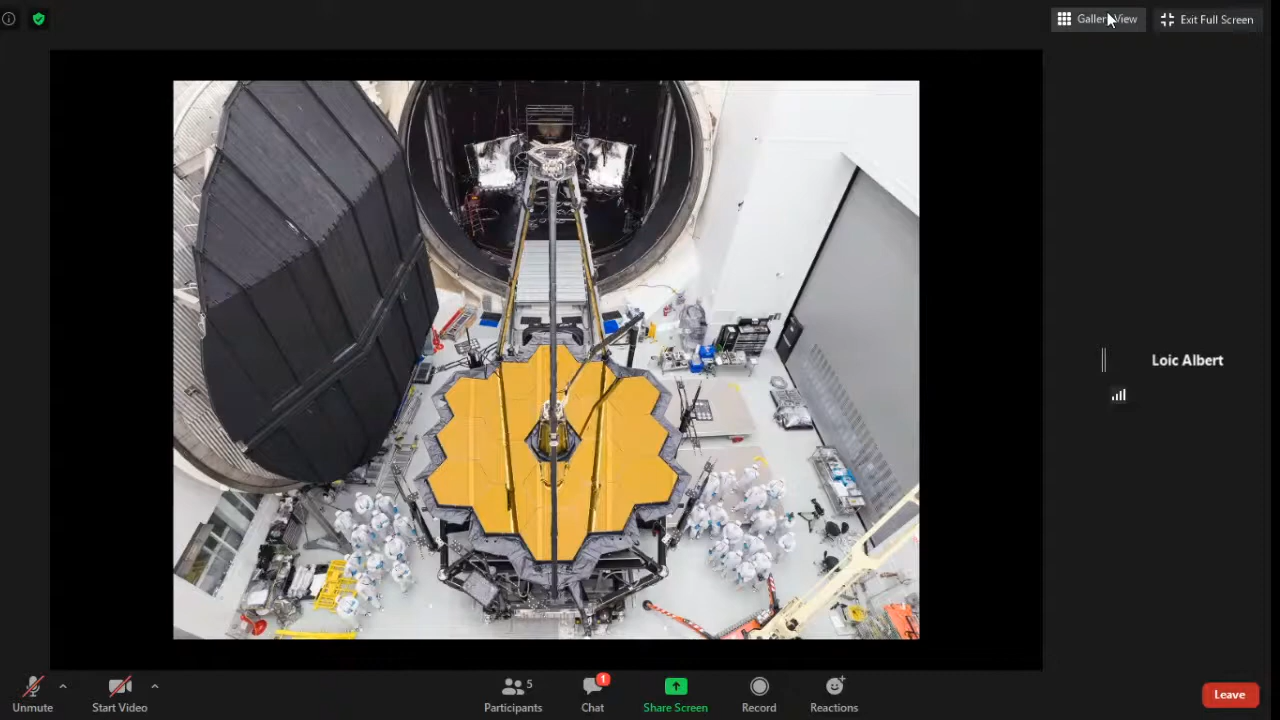 Gallery View
Exit Full Screen
Loic Albert
Unmute
Start Video
5
Participants
1
Chat
Share Screen
Record
Reactions
Leave